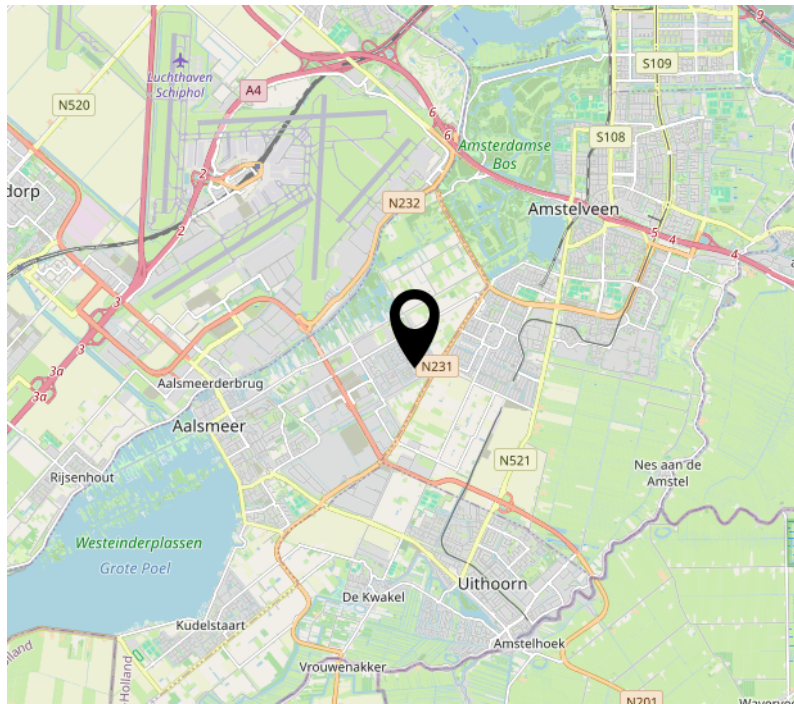 9
S109
Luchthaven
Schiphol
A4
N520
6
6
S108
Amsterdamse
Bos
2
dorp
N232
Amstelveen
2
5
4
4
3
3
3a
N231
3a
Aalsmeerderbrug
Aalsmeer
N521
Nes aan de
Amstel
Rijsenhout
Westeinderplassen
Grote Poel
Uithoorn
De Kwakel
Kudelstaart
Amstelhoek
Vrouwenakker
olland
-Holland
N201